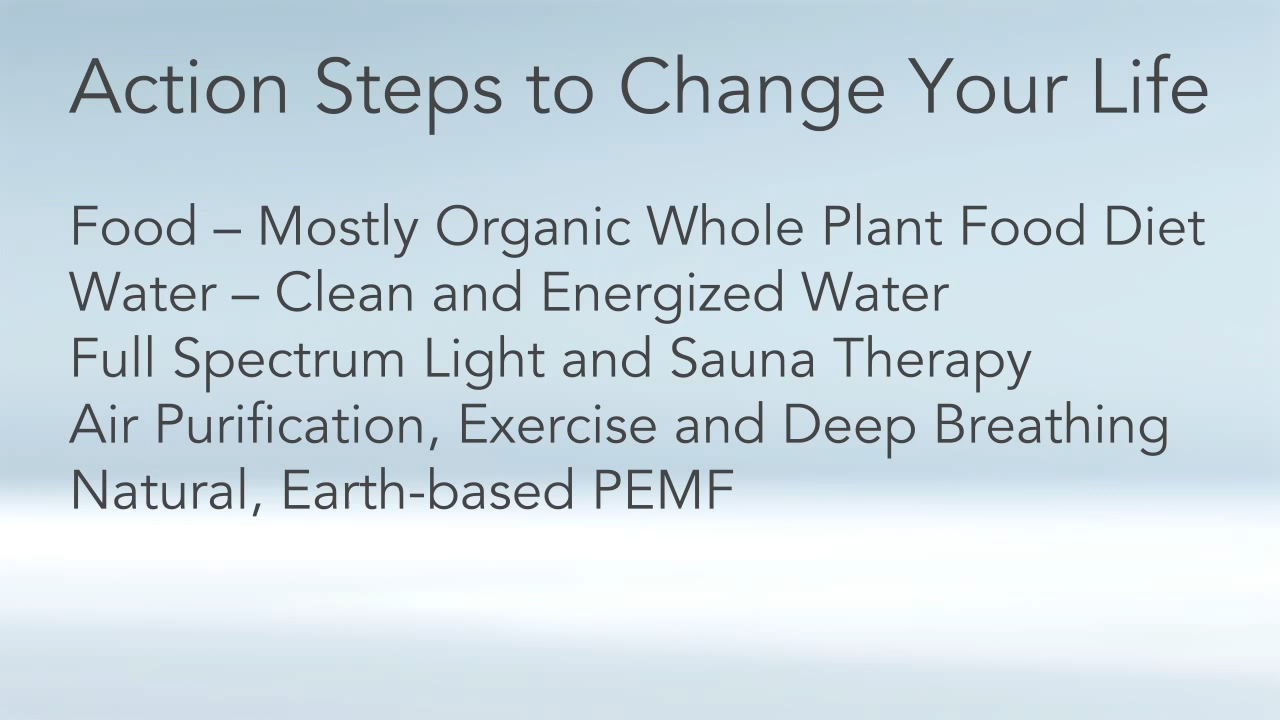 Action Steps to Change Your Life
Food – Mostly Organic Whole Plant Food Diet
Water – Clean and Energized Water
Full Spectrum Light and Sauna Therapy
Air Purification, Exercise and Deep Breathing
Natural, Earth-based PEMF